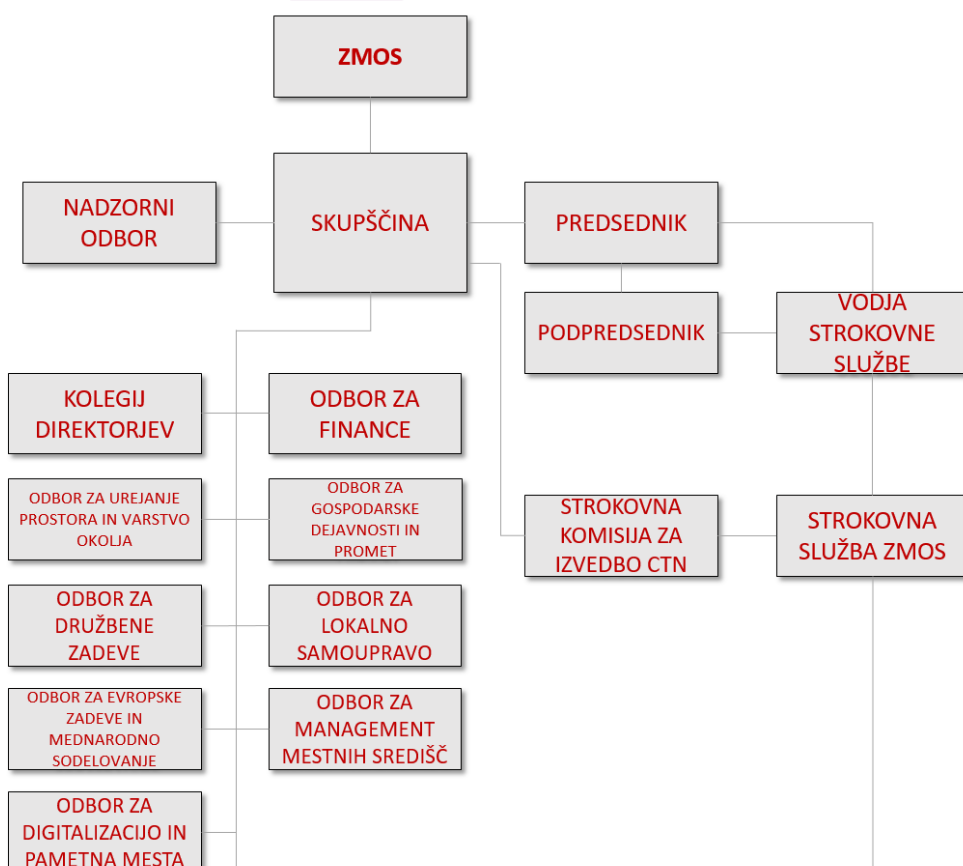 ZMOS
NADZORNI
ODBOR
SKUPŠČINA
PREDSEDNIK
PODPREDSEDNIK
VODJA
STROKOVNE
SLUŽBE
KOLEGIJ
DIREKTORJEV
ODBOR ZA
FINANCE
ODBOR ZA UREJANJE
PROSTORA IN VARSTVO
OKOLJA
ODBOR ZA
GOSPODARSKE
DEJAVNOSTI IN
PROMET
STROKOVNA
KOMISIJA ZA
IZVEDBO CTN
STROKOVNA
SLUŽBA ZMOS
ODBOR ZA
DRUŽBENE
ZADEVE
ODBOR ZA
LOKALNO
SAMOUPRAVO
ODBOR ZA EVROPSKE
ZADEVE IN
MEDNARODNO
SODELOVANJE
ODBOR ZA
MANAGEMENT
MESTNIH SREDIŠČ
ODBOR ZA
DIGITALIZACIJO IN
PAMETNA MESTA